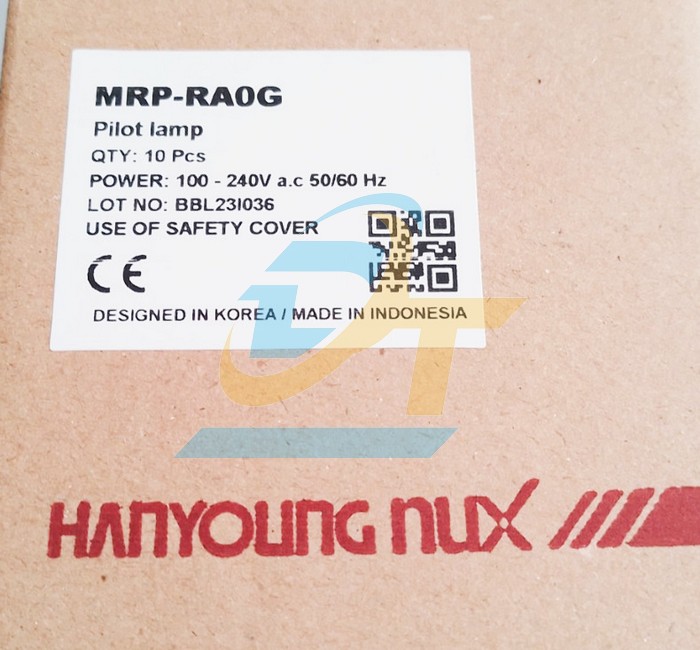 MRP-RA0G
Pilot lamp
QTY: 10 Pcs
POWER: 100 - 240V a.c 50/60 Hz
LOT NO: BBL23I036
USE OF SAFETY COVER
CE
DESIGNED IN KOREA / MADE IN INDONESIA
DT
HANYOUNG nux